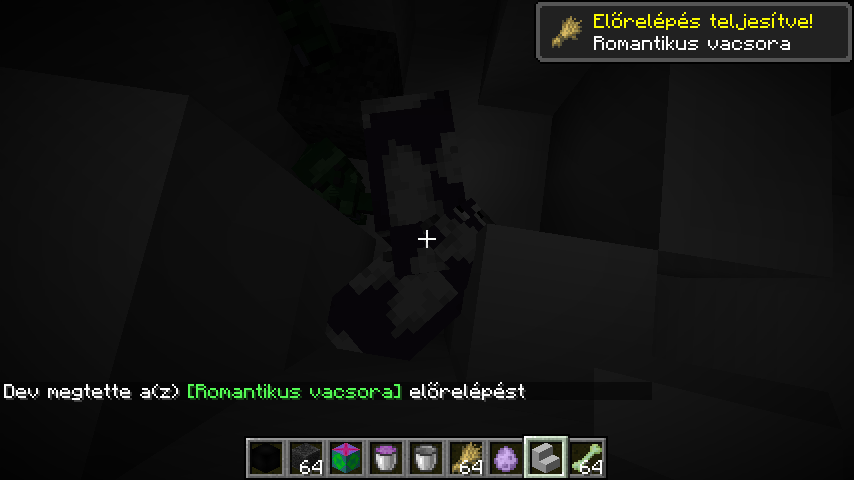 Előrelépés teljesítve!
Romantikus vacsora
Dev megtette a(z) [Romantikus vacsora] előrelépést
64 64 64